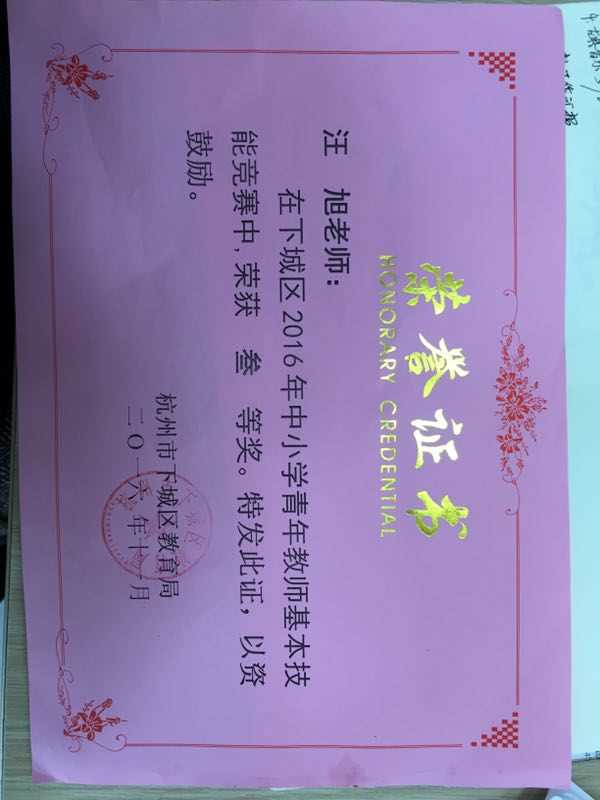 荣誉证书
HONORARY CREDENTIAL
汪 旭老师：
在下城区2016年中小学青年教师基本技
能竞赛中，荣获 叁 等奖。特发此证，以资
鼓励。
杭州市下城区教育局
二〇一六年十一月